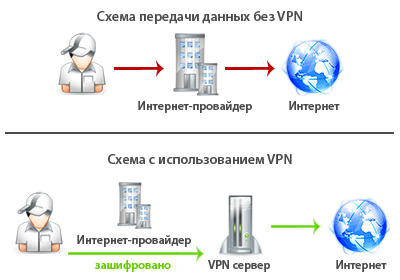 Схема передачи данных без VPN
Интернет-провайдер
Интернет
Схема с использованием VPN
Интернет-провайдер
зашифровано
VPN сервер
Интернет